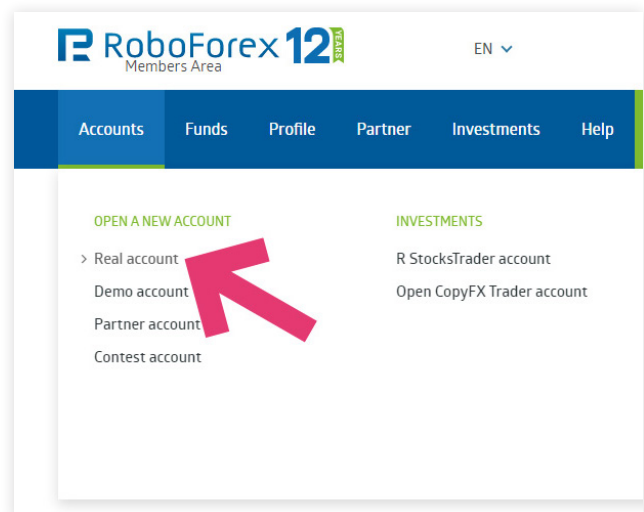 RoboForex 12 YEARS
Members Area
EN
Accounts Funds Profile Partner Investments Help
OPEN A NEW ACCOUNT
Real account
Demo account
Partner account
Contest account
INVESTMENTS
R StocksTrader account
Open CopyFX Trader account